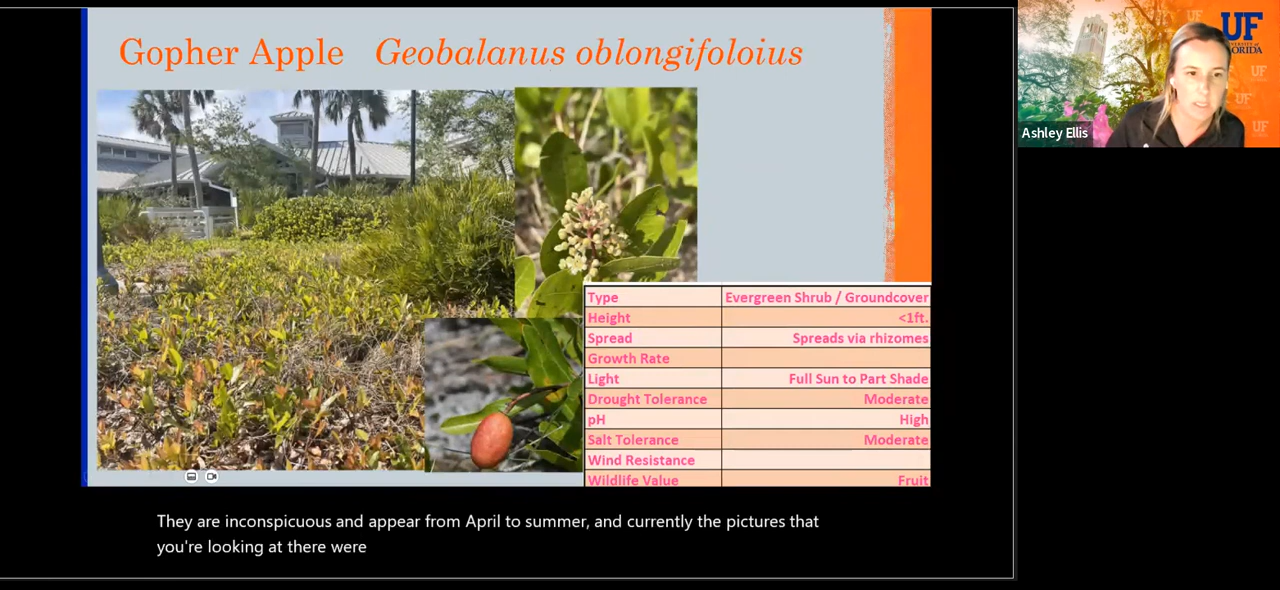 Gopher Apple Geobalanus oblongifoloius
UF
UNIVERSITY of
FLORIDA
Ashley Ellis
Type Evergreen Shrub / Groundcover
Height <1ft.
Spread Spreads via rhizomes
Growth Rate
Light Full Sun to Part Shade
Drought Tolerance Moderate
pH High
Salt Tolerance Moderate
Wind Resistance
Wildlife Value Fruit
They are inconspicuous and appear from April to summer, and currently the pictures that
you're looking at there were